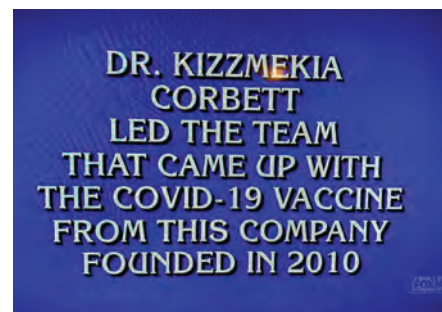 DR. KIZZMEKIA
CORBETT
LED THE TEAM
THAT CAME UP WITH
THE COVID-19 VACCINE
FROM THIS COMPANY
FOUNDED IN 2010